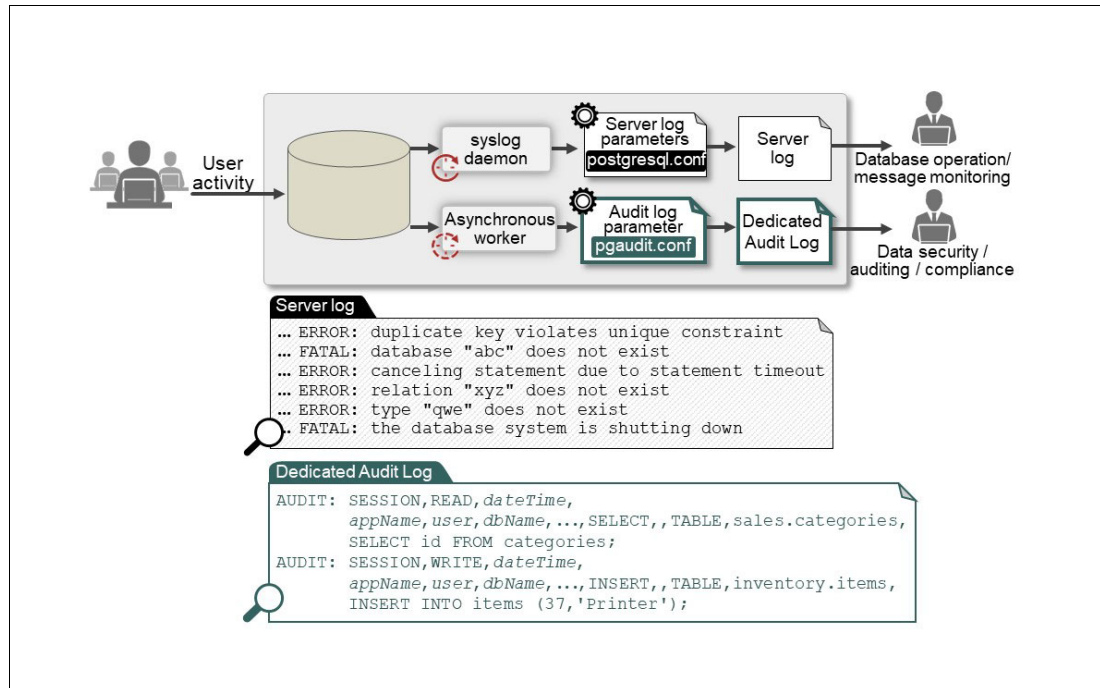 User
activity
syslog
daemon
Server log
parameters
postgresql.conf
Server
log
Database operation/
message monitoring
Asynchronous
worker
Audit log
parameter
pgaudit.conf
Dedicated
Audit Log
Data security /
auditing / compliance
Server log
... ERROR: duplicate key violates unique constraint
... FATAL: database "abc" does not exist
... ERROR: canceling statement due to statement timeout
... ERROR: relation "xyz" does not exist
... ERROR: type "qwe" does not exist
... FATAL: the database system is shutting down
Dedicated Audit Log
AUDIT: SESSION,READ,dateTime,
appName,user,dbName,...,SELECT,,TABLE,sales.categories,
SELECT id FROM categories;
AUDIT: SESSION,WRITE,dateTime,
appName,user,dbName,...,INSERT,,TABLE,inventory.items,
INSERT INTO items (37,'Printer');